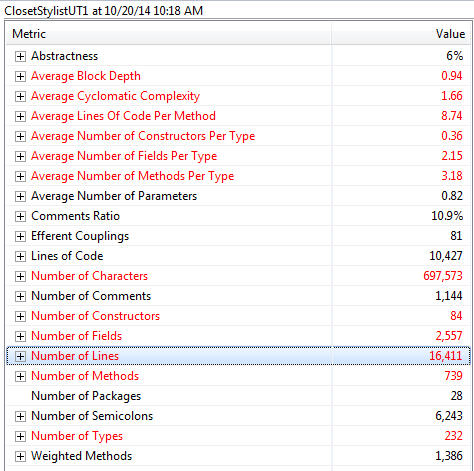 ClosetStylistUT1 at 10/20/14 10:18 AM
Metric Value
Abstractness 6%
Average Block Depth 0.94
Average Cyclomatic Complexity 1.66
Average Lines Of Code Per Method 8.74
Average Number of Constructors Per Type 0.36
Average Number of Fields Per Type 2.15
Average Number of Methods Per Type 3.18
Average Number of Parameters 0.82
Comments Ratio 10.9%
Efferent Couplings 81
Lines of Code 10,427
Number of Characters 697,573
Number of Comments 1,144
Number of Constructors 84
Number of Fields 2,557
Number of Lines 16,411
Number of Methods 739
Number of Packages 28
Number of Semicolons 6,243
Number of Types 232
Weighted Methods 1,386